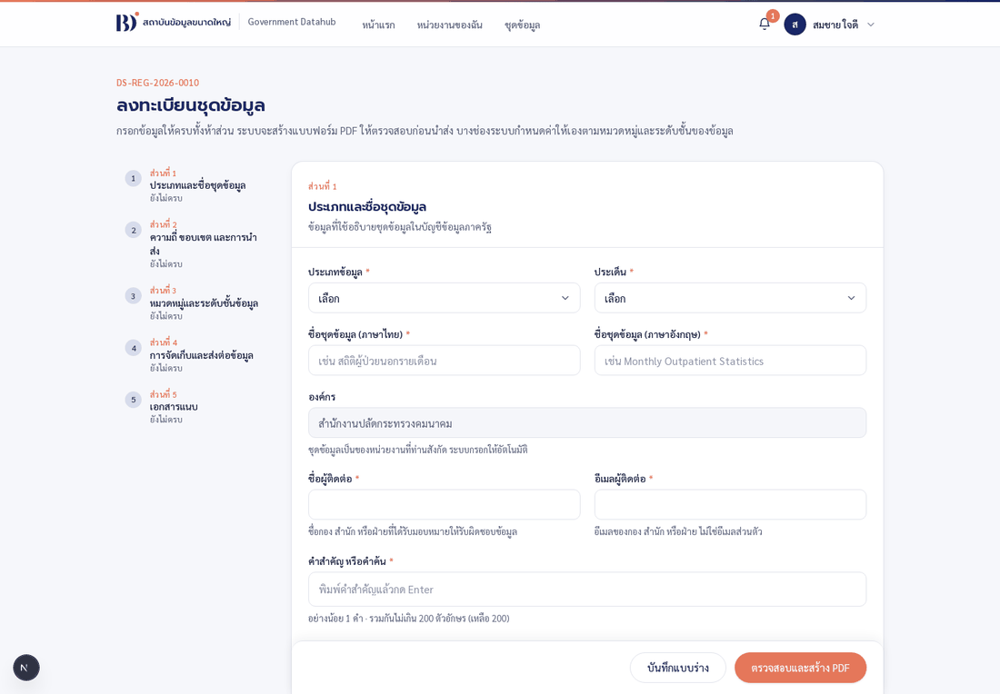 BD สถาบันข้อมูลขนาดใหญ่ Government Datahub หน้าแรก หน่วยงานของฉัน ชุดข้อมูล 1 ส สมชาย ใจดี
DS-REG-2026-0010
ลงทะเบียนชุดข้อมูล
กรอกข้อมูลให้ครบทั้งห้าส่วน ระบบจะสร้างแบบฟอร์ม PDF ให้ตรวจสอบก่อนนำส่ง บางช่องระบบกำหนดค่าให้เองตามหมวดหมู่และระดับชั้นของข้อมูล
1 ส่วนที่ 1
ประเภทและชื่อชุดข้อมูล
ยังไม่ครบ
2 ส่วนที่ 2
ความถี่ ขอบเขต และการนำ
ส่ง
ยังไม่ครบ
3 ส่วนที่ 3
หมวดหมู่และระดับชั้นข้อมูล
ยังไม่ครบ
4 ส่วนที่ 4
การจัดเก็บและส่งต่อข้อมูล
ยังไม่ครบ
5 ส่วนที่ 5
เอกสารแนบ
ยังไม่ครบ
ส่วนที่ 1
ประเภทและชื่อชุดข้อมูล
ข้อมูลที่ใช้อธิบายชุดข้อมูลในบัญชีข้อมูลภาครัฐ
ประเภทข้อมูล * ประเด็น *
เลือก เลือก
ชื่อชุดข้อมูล (ภาษาไทย) * ชื่อชุดข้อมูล (ภาษาอังกฤษ) *
เช่น สถิติผู้ป่วยนอกรายเดือน เช่น Monthly Outpatient Statistics
องค์กร
สำนักงานปลัดกระทรวงคมนาคม
ชุดข้อมูลเป็นของหน่วยงานที่ท่านสังกัด ระบบกรอกให้อัตโนมัติ
ชื่อผู้ติดต่อ * อีเมลผู้ติดต่อ *
ชื่อกอง สำนัก หรือฝ่ายที่ได้รับมอบหมายให้รับผิดชอบข้อมูล อีเมลของกอง สำนัก หรือฝ่าย ไม่ใช่อีเมลส่วนตัว
คำสำคัญ หรือคำค้น *
พิมพ์คำสำคัญแล้วกด Enter
อย่างน้อย 1 คำ · รวมกันไม่เกิน 200 ตัวอักษร (เหลือ 200)
N บันทึกแบบร่าง ตรวจสอบและสร้าง PDF